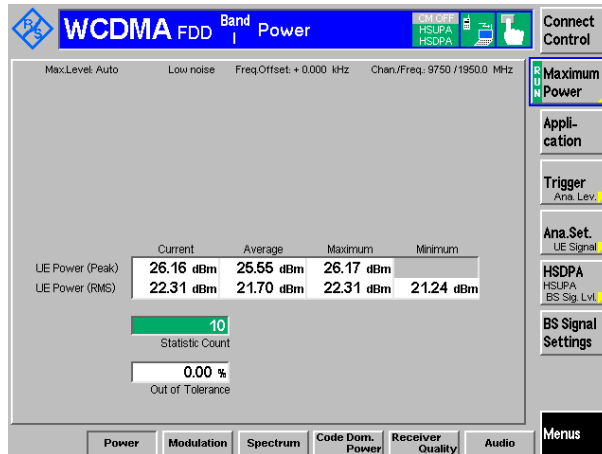 R S
WCDMA FDD Band I Power
CM OFF
HSUPA
HSDPA
Connect
Control
Max.Level: Auto Low noise Freq.Offset: + 0.000 kHz Chan./Freq.: 9750 / 1950.0 MHz
RUN
Maximum
Power
Appli-
cation
Trigger
Ana. Lev.
Ana.Set.
UE Signal
HSDPA
HSUPA
BS Sig. Lvl.
BS Signal
Settings
Menus
Current Average Maximum Minimum
UE Power (Peak) 26.16 dBm 25.55 dBm 26.17 dBm
UE Power (RMS) 22.31 dBm 21.70 dBm 22.31 dBm 21.24 dBm
10
Statistic Count
0.00 %
Out of Tolerance
Power Modulation Spectrum Code Dom. Power Receiver Quality Audio